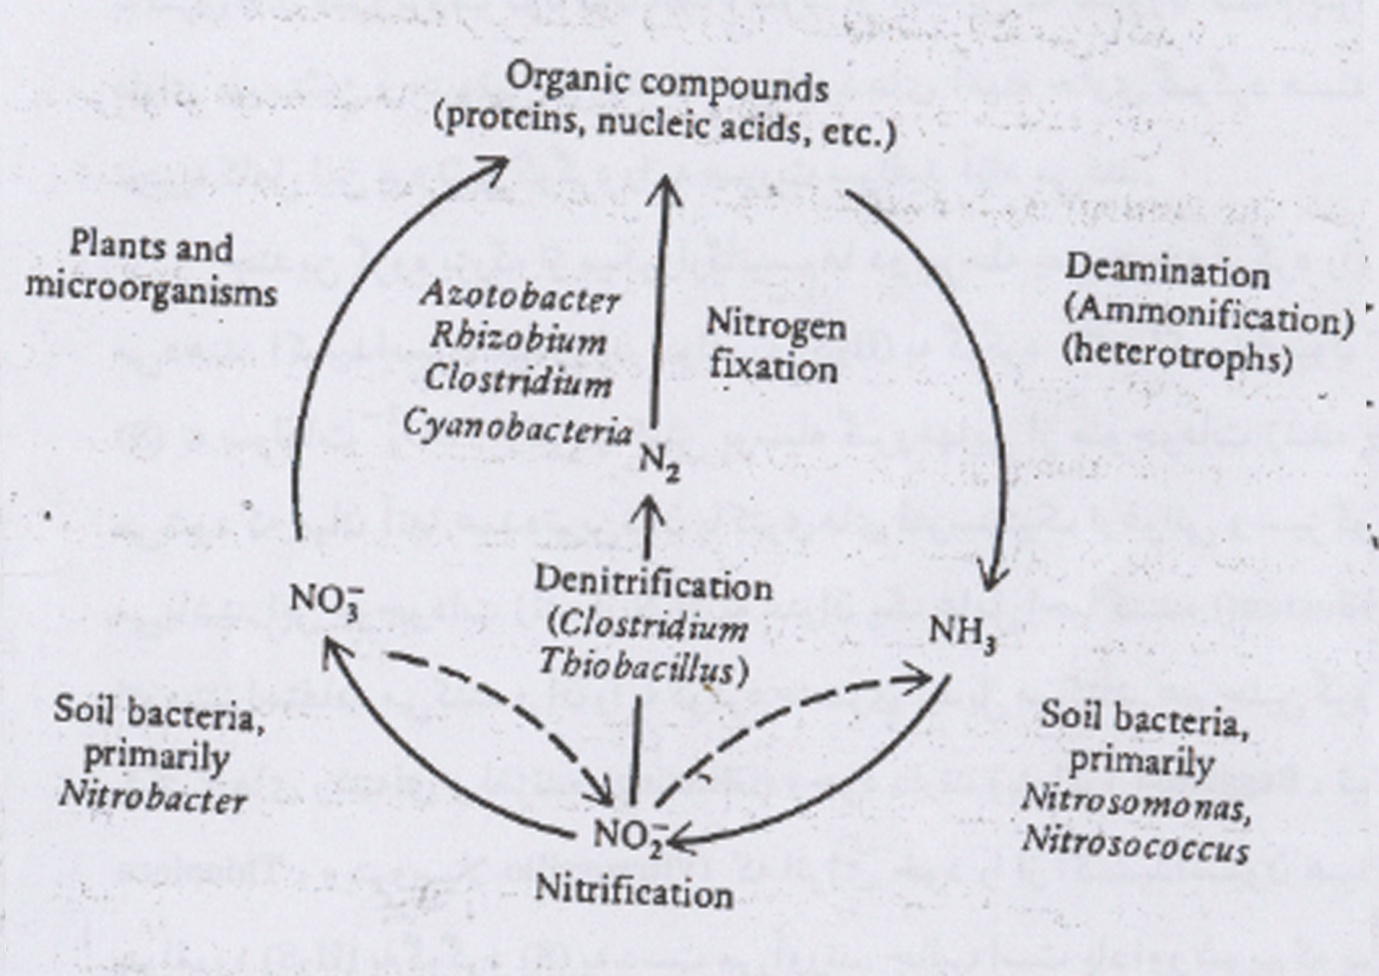 Organic compounds
(proteins, nucleic acids, etc.)
Plants and
microorganisms
Azotobacter
Rhizobium
Clostridium
Cyanobacteria
Nitrogen
fixation
Deamination
(Ammonification)
(heterotrophs)
N₂
NO₃⁻
Denitrification
(Clostridium
Thiobacillus)
NH₃
Soil bacteria,
primarily
Nitrobacter
Soil bacteria,
primarily
Nitrosomonas,
Nitrosococcus
NO₂⁻
Nitrification